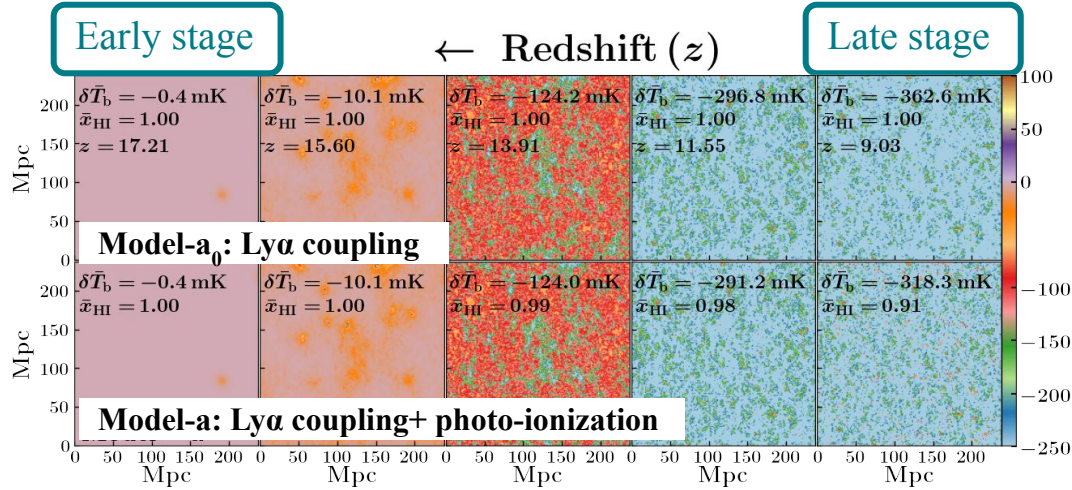 Early stage
← Redshift (z)
Late stage
δT̄b = −0.4 mK
x̄HI = 1.00
z = 17.21
δT̄b = −10.1 mK
x̄HI = 1.00
z = 15.60
δT̄b = −124.2 mK
x̄HI = 1.00
z = 13.91
δT̄b = −296.8 mK
x̄HI = 1.00
z = 11.55
δT̄b = −362.6 mK
x̄HI = 1.00
z = 9.03
Mpc
200
150
100
50
0
Model-a0: Lyα coupling
δT̄b = −0.4 mK
x̄HI = 1.00
δT̄b = −10.1 mK
x̄HI = 1.00
δT̄b = −124.0 mK
x̄HI = 0.99
δT̄b = −291.2 mK
x̄HI = 0.98
δT̄b = −318.3 mK
x̄HI = 0.91
Mpc
200
150
100
50
0
Model-a: Lyα coupling+ photo-ionization
0 50 100 150 200
0 50 100 150 200
0 50 100 150 200
0 50 100 150 200
0 50 100 150 200
Mpc
Mpc
Mpc
Mpc
Mpc
100
50
0
−100
−150
−200
−250